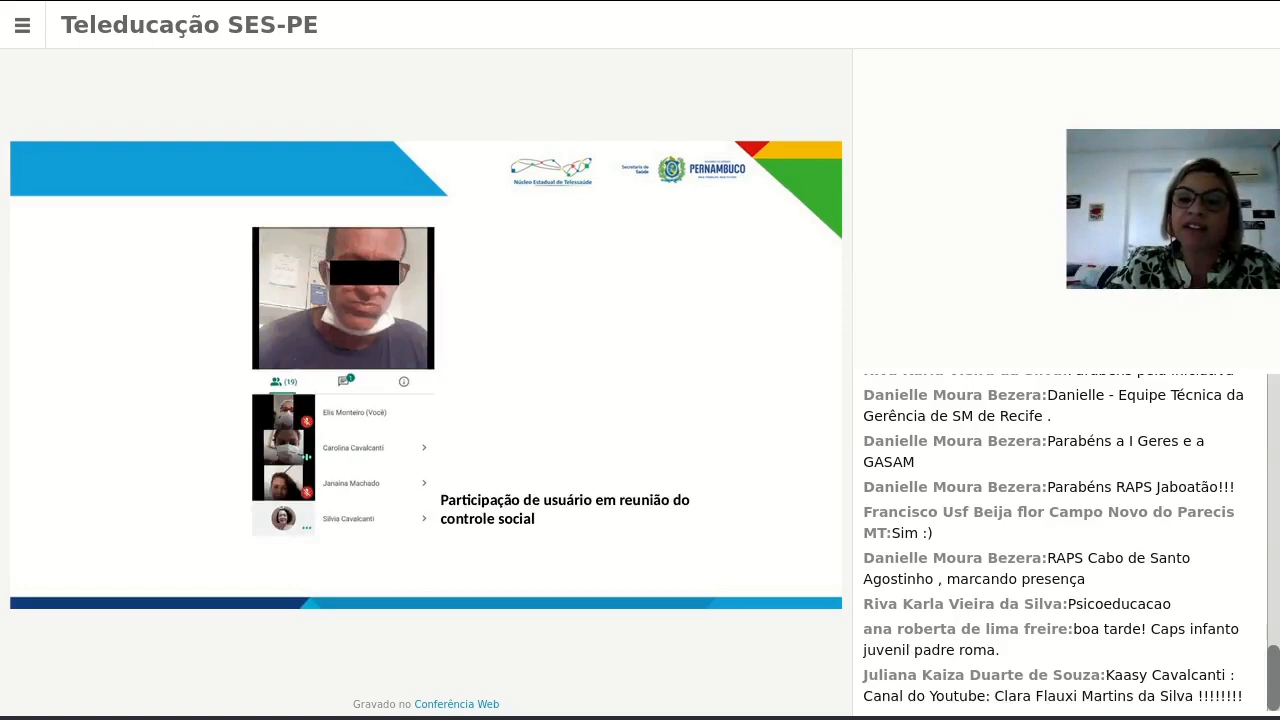 Teleducação SES-PE
Núcleo Estadual de Telessaúde
Secretaria de
Saúde
PERNAMBUCO
(19)
1
Elis Monteiro (Você)
Carolina Cavalcanti
Janaina Machado
Silvia Cavalcanti
Participação de usuário em reunião do
controle social
Danielle Moura Bezera:Danielle - Equipe Técnica da
Gerência de SM de Recife .
Danielle Moura Bezera:Parabéns a I Geres e a
GASAM
Danielle Moura Bezera:Parabéns RAPS Jaboatão!!!
Francisco Usf Beija flor Campo Novo do Parecis
MT:Sim :)
Danielle Moura Bezera:RAPS Cabo de Santo
Agostinho , marcando presença
Riva Karla Vieira da Silva:Psicoeducacao
ana roberta de lima freire:boa tarde! Caps infanto
juvenil padre roma.
Juliana Kaiza Duarte de Souza:Kaasy Cavalcanti :
Canal do Youtube: Clara Flauxi Martins da Silva !!!!!!!!
Gravado no Conferência Web